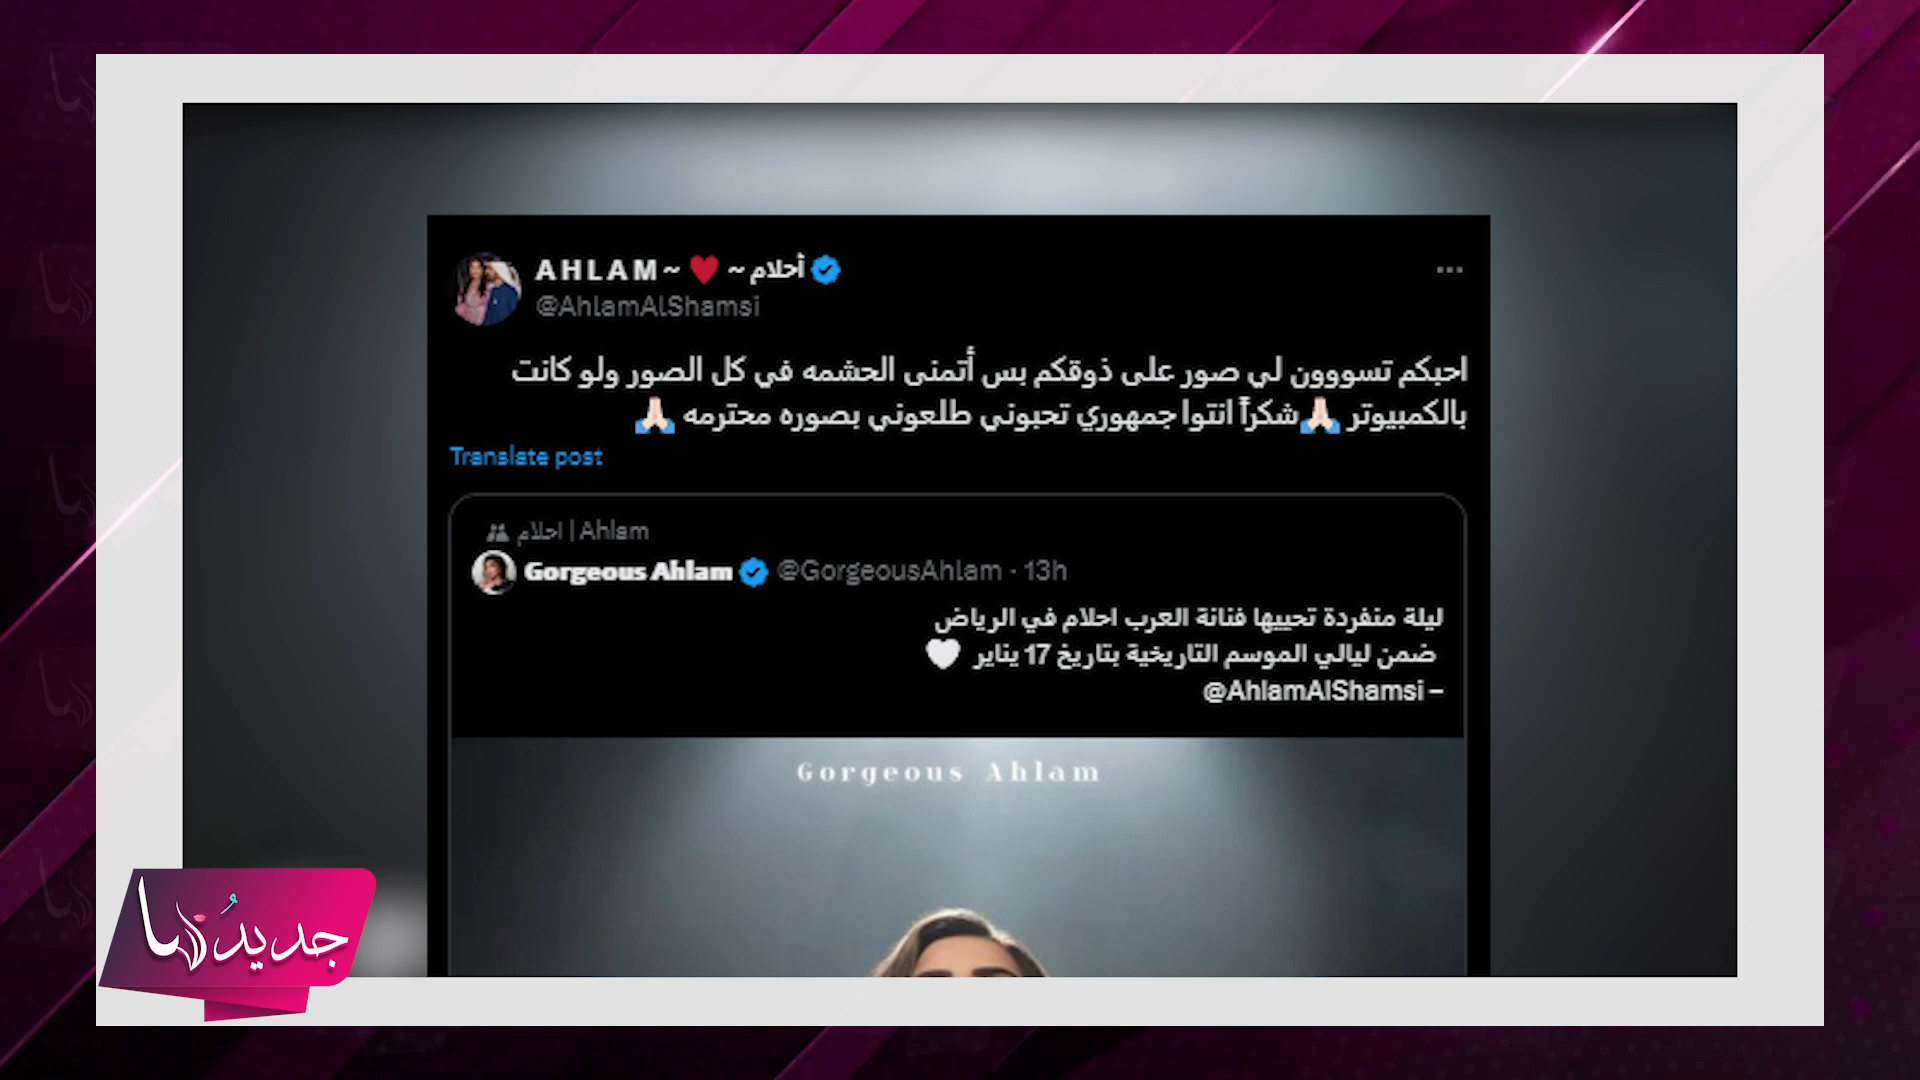 AHLAM~ ♥️ ~ أحلام
@AhlamAlShamsi
احبكم تسوووون لي صور على ذوقكم بس أتمنى الحشمه في كل الصور ولو كانت
بالكمبيوتر 🙏🏻شكراً انتوا جمهوري تحبوني طلعوني بصوره محترمه 🙏🏻
Translate post
احلام | Ahlam
Gorgeous Ahlam @GorgeousAhlam · 13h
ليلة منفردة تحييها فنانة العرب احلام في الرياض
ضمن ليالي الموسم التاريخية بتاريخ 17 يناير 🤍
– @AhlamAlShamsi
Gorgeous Ahlam
جديدُنا